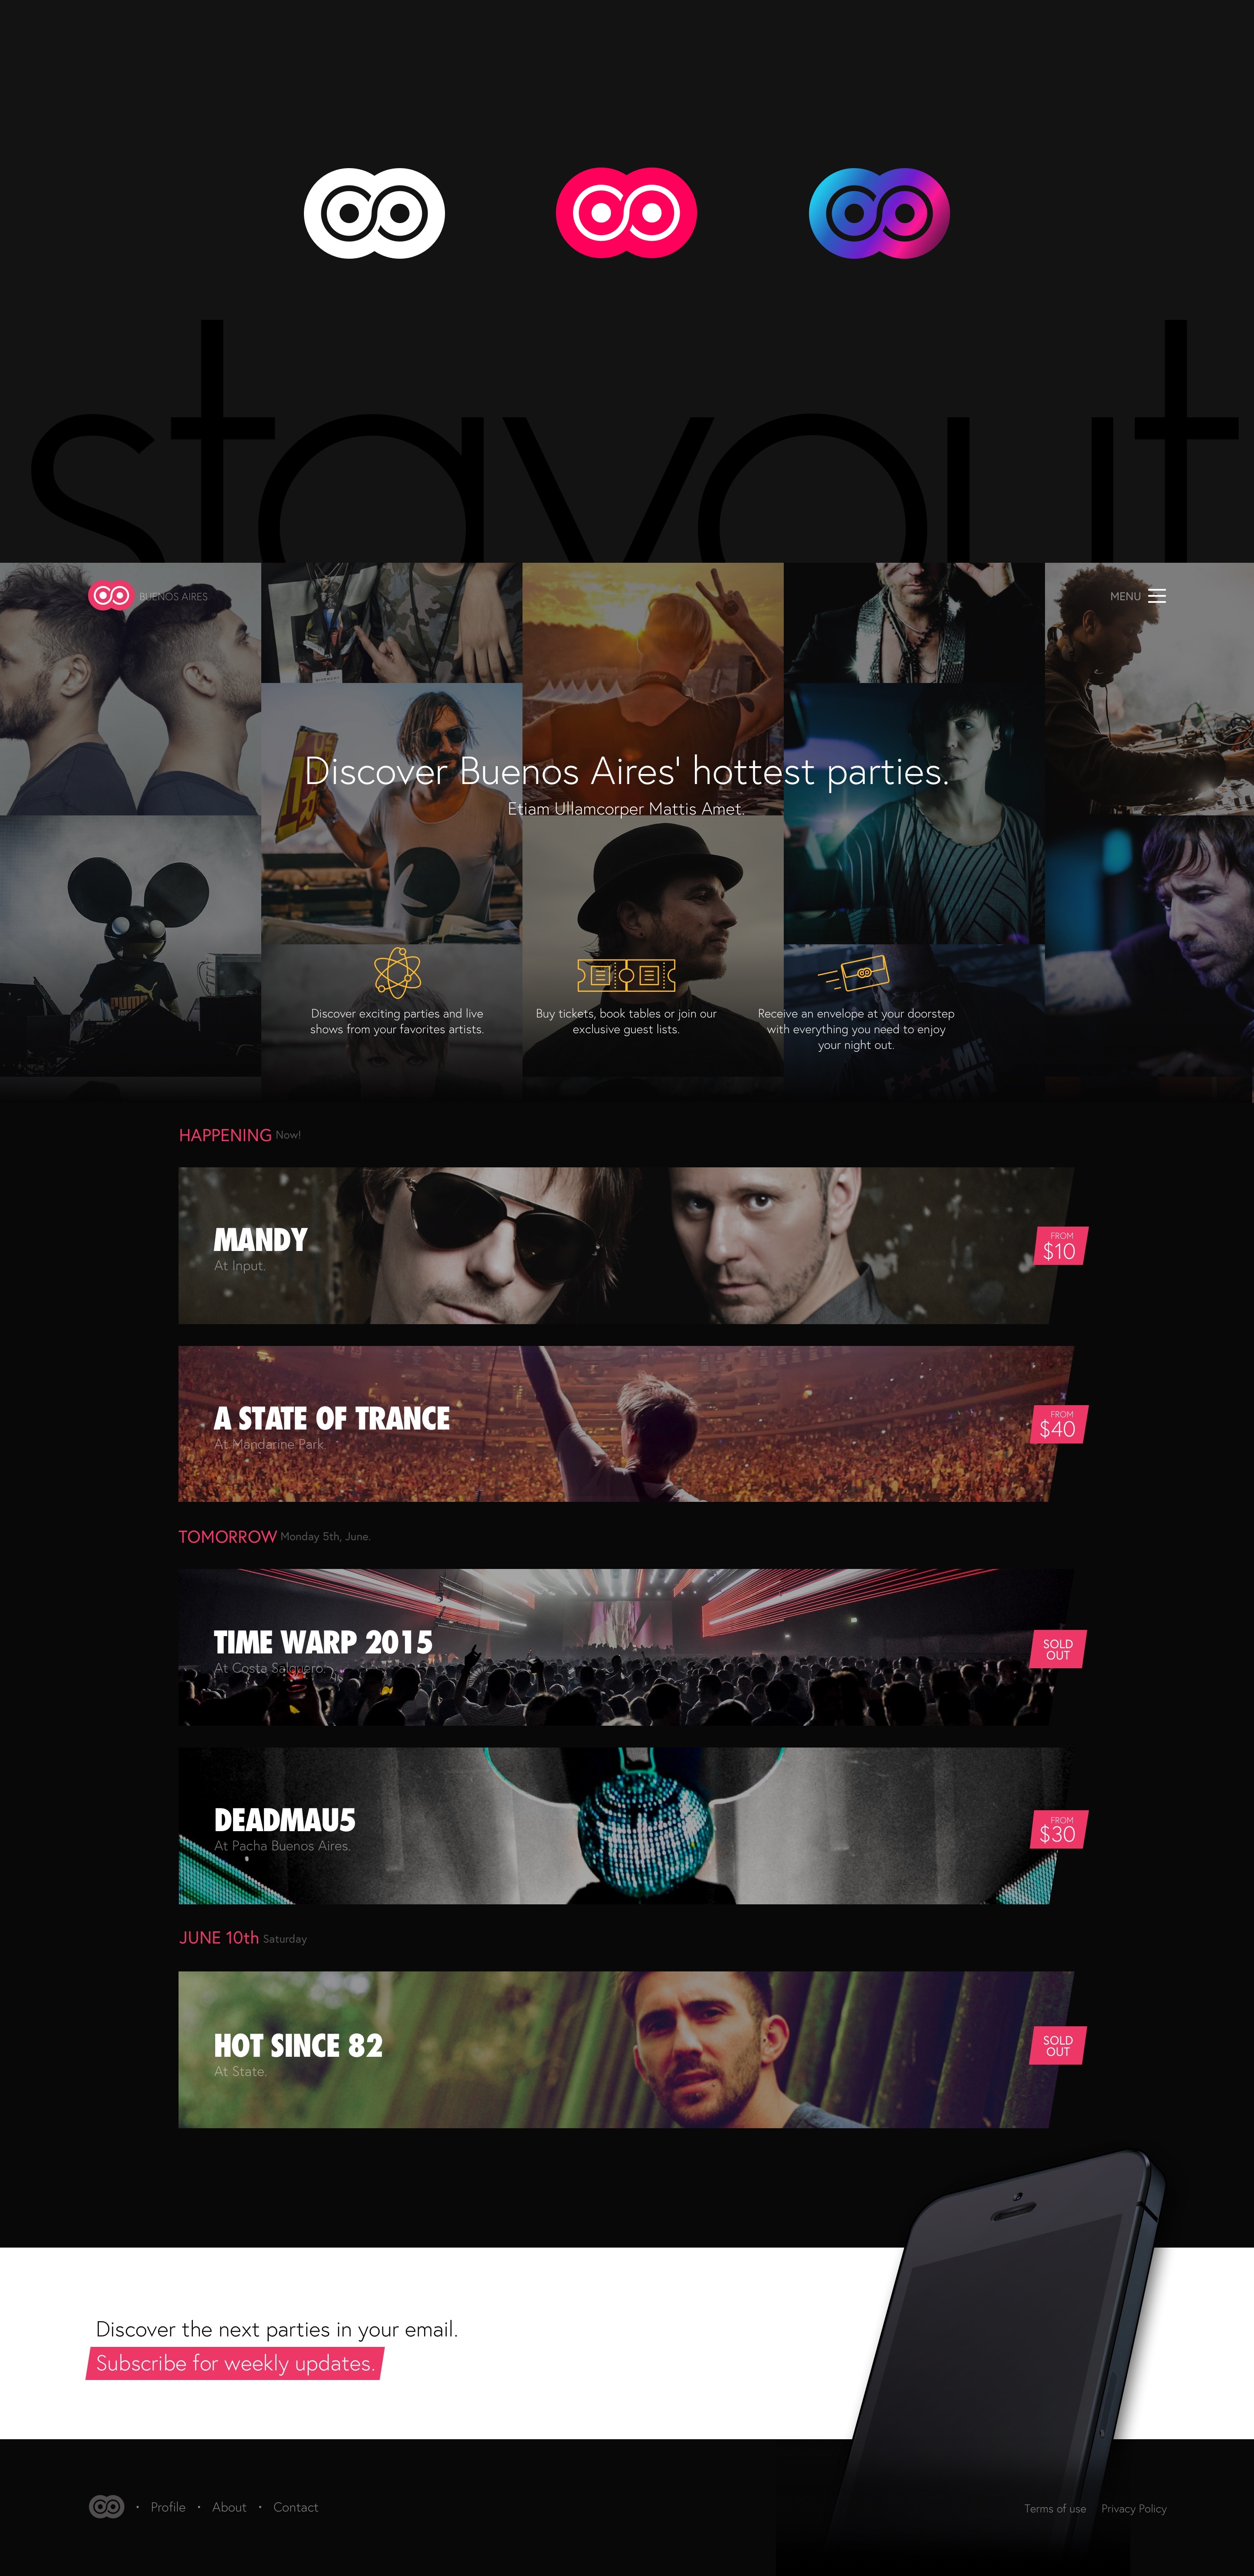 stayout
BUENOS AIRES
MENU
Discover Buenos Aires' hottest parties.
Etiam Ullamcorper Mattis Amet.
Discover exciting parties and live
shows from your favorites artists.
Buy tickets, book tables or join our
exclusive guest lists.
Receive an envelope at your doorstep
with everything you need to enjoy
your night out.
HAPPENING Now!
MANDY
At Input.
FROM
$10
A STATE OF TRANCE
At Mandarine Park.
FROM
$40
TOMORROW Monday 5th, June.
TIME WARP 2015
At Costa Salguero.
SOLD
OUT
DEADMAU5
At Pacha Buenos Aires.
FROM
$30
JUNE 10th Saturday
HOT SINCE 82
At State.
SOLD
OUT
Discover the next parties in your email.
Subscribe for weekly updates.
• Profile • About • Contact
Terms of use Privacy Policy